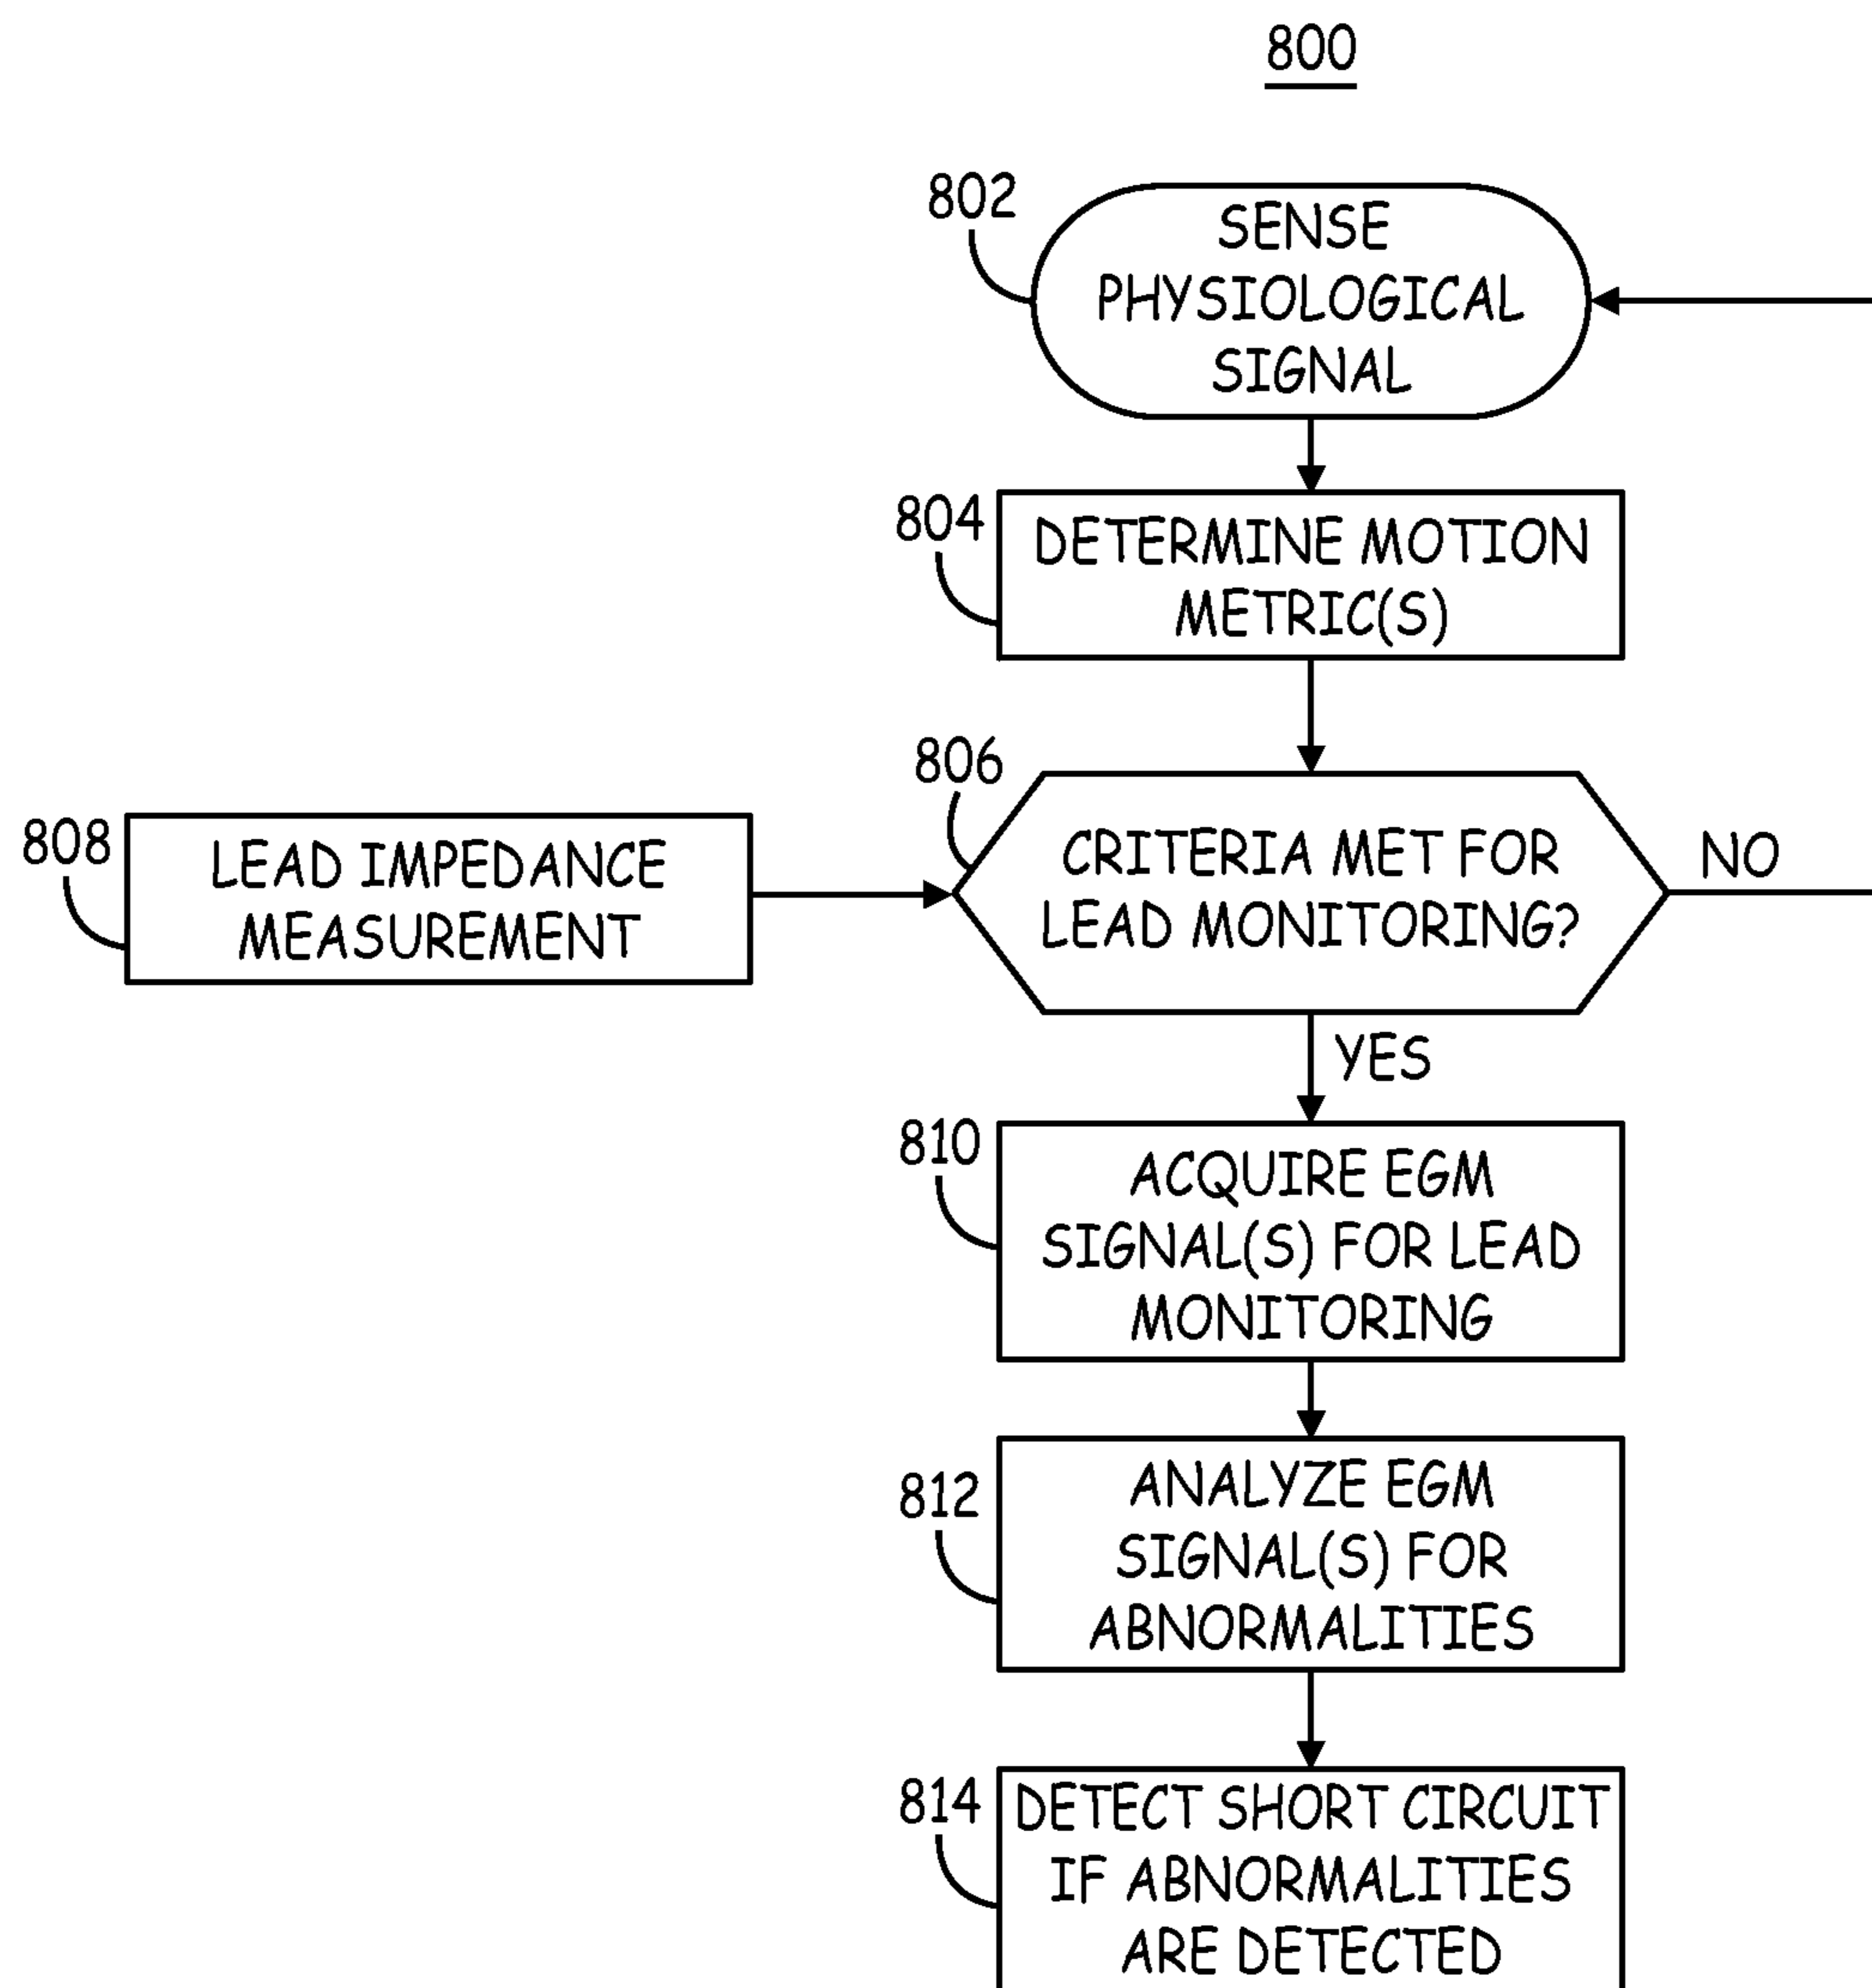 800
802
SENSE
PHYSIOLOGICAL
SIGNAL
804
DETERMINE MOTION
METRIC(S)
806
CRITERIA MET FOR
LEAD MONITORING?
NO
808
LEAD IMPEDANCE
MEASUREMENT
YES
810
ACQUIRE EGM
SIGNAL(S) FOR LEAD
MONITORING
812
ANALYZE EGM
SIGNAL(S) FOR
ABNORMALITIES
814
DETECT SHORT CIRCUIT
IF ABNORMALITIES
ARE DETECTED